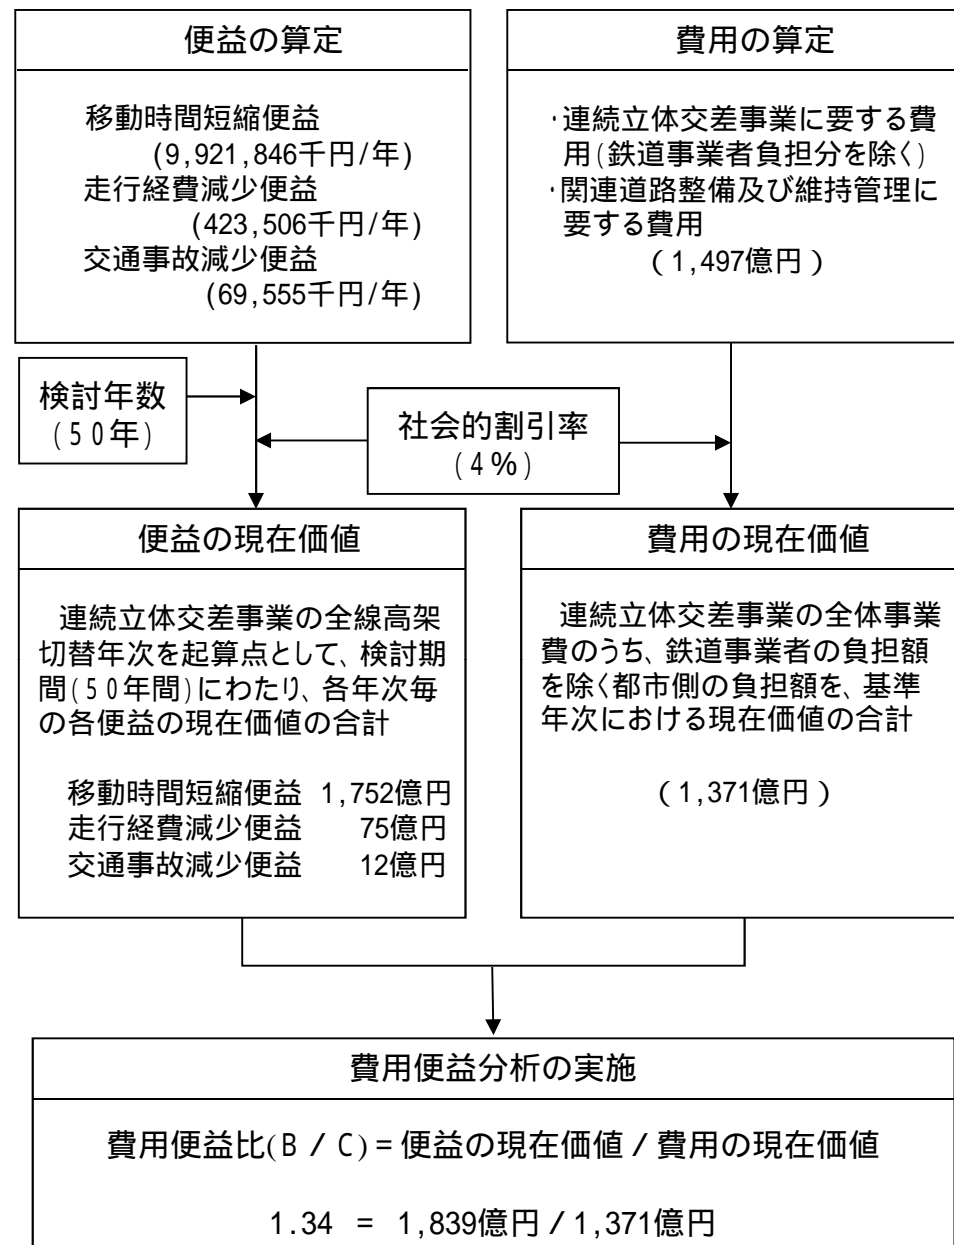 便益の算定
移動時間短縮便益
(9,921,846千円/年)
走行経費減少便益
(423,506千円/年)
交通事故減少便益
(69,555千円/年)
費用の算定
・連続立体交差事業に要する費
用(鉄道事業者負担分を除く)
・関連道路整備及び維持管理に
要する費用
(1,497億円)
検討年数
(50年)
社会的割引率
(4%)
便益の現在価値
連続立体交差事業の全線高架
切替年次を起算点として、検討期
間(50年間)にわたり、各年次毎
の各便益の現在価値の合計
移動時間短縮便益 1,752億円
走行経費減少便益 75億円
交通事故減少便益 12億円
費用の現在価値
連続立体交差事業の全体事業
費のうち、鉄道事業者の負担額
を除く都市側の負担額を、基準
年次における現在価値の合計
(1,371億円)
費用便益分析の実施
費用便益比(B/C)=便益の現在価値/費用の現在価値
1.34 = 1,839億円/1,371億円